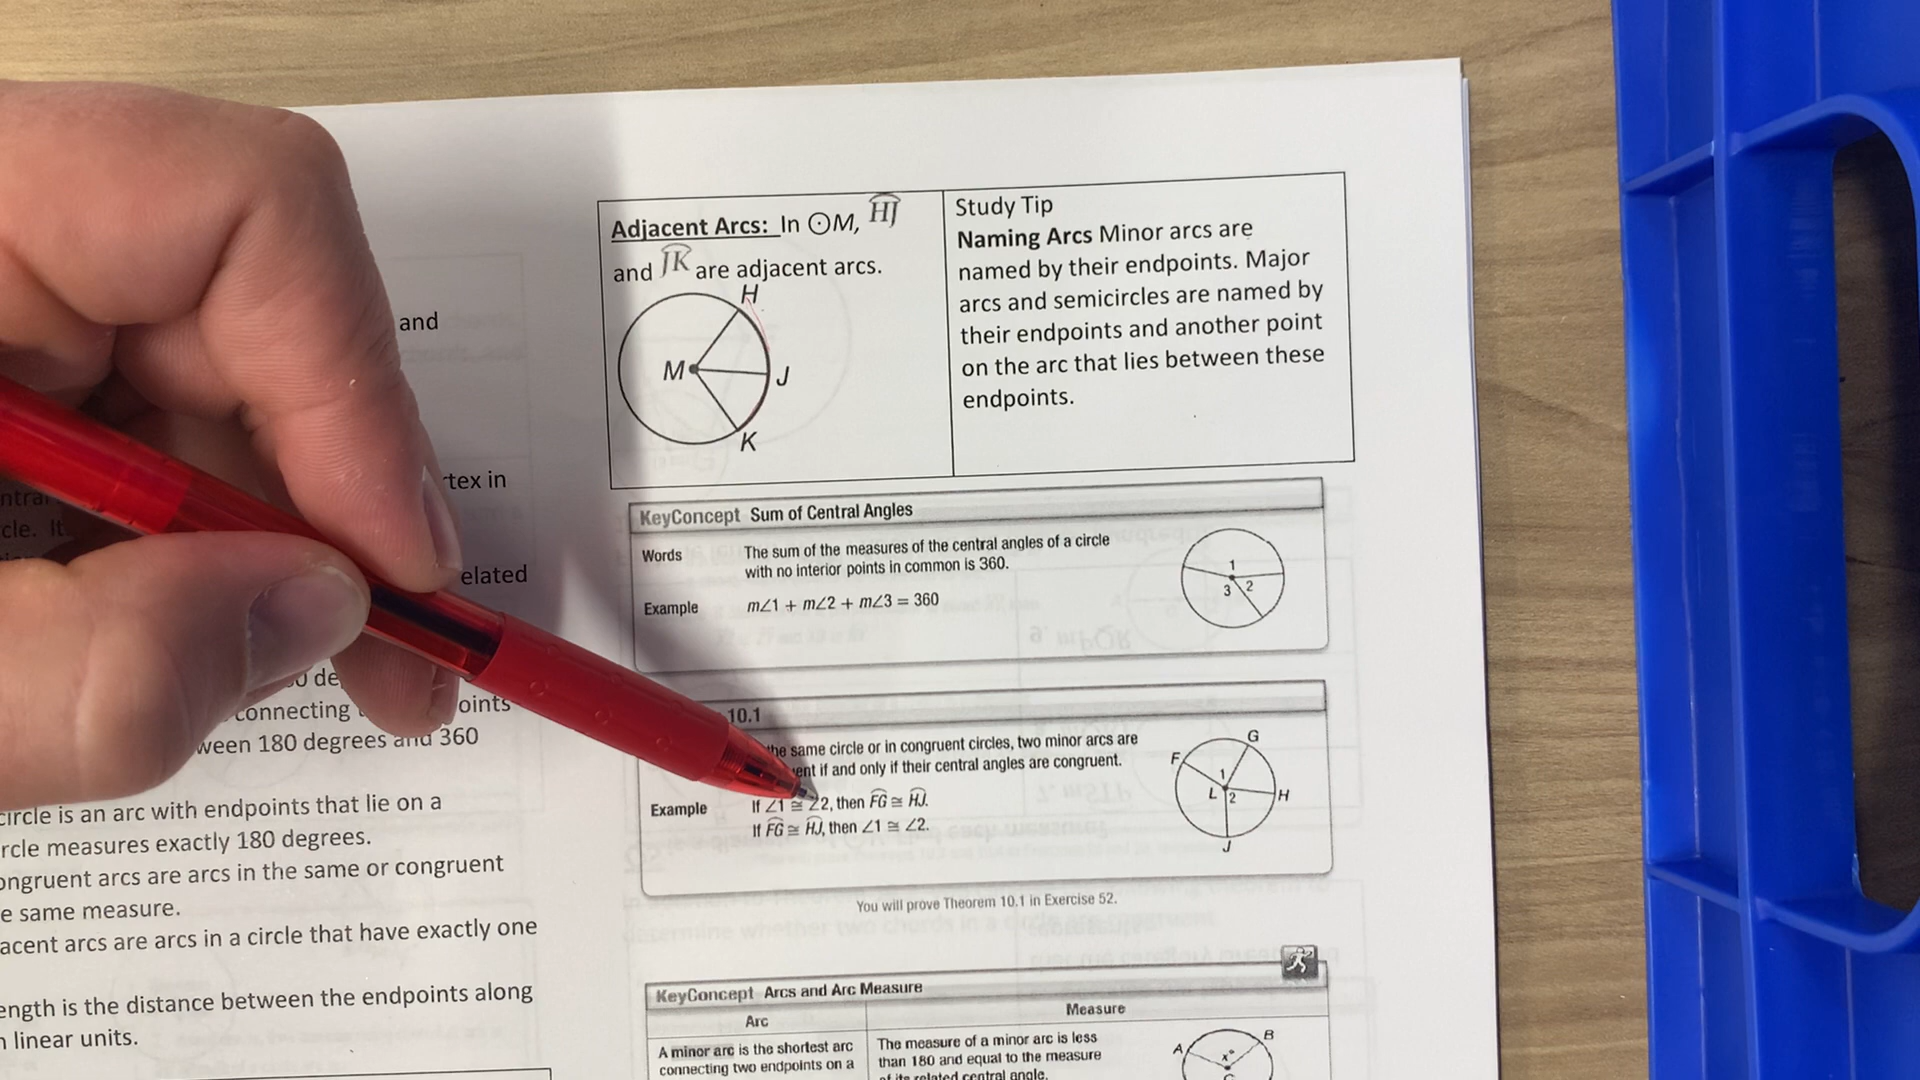 and
tex in
ntral
cle. It
elated
connecting
oints
ween 180 degrees and 360
circle is an arc with endpoints that lie on a
rcle measures exactly 180 degrees.
ongruent arcs are arcs in the same or congruent
e same measure.
acent arcs are arcs in a circle that have exactly one
ength is the distance between the endpoints along
n linear units.
Adjacent Arcs: In ⊙M, HJ
and JK are adjacent arcs.
H
M
J
K
Study Tip
Naming Arcs Minor arcs are
named by their endpoints. Major
arcs and semicircles are named by
their endpoints and another point
on the arc that lies between these
endpoints.
KeyConcept Sum of Central Angles
Words The sum of the measures of the central angles of a circle
with no interior points in common is 360.
Example m∠1 + m∠2 + m∠3 = 360
1
3 2
10.1
the same circle or in congruent circles, two minor arcs are
ent if and only if their central angles are congruent.
Example If ∠1 ≅ ∠2, then FG ≅ HJ.
If FG ≅ HJ, then ∠1 ≅ ∠2.
G
F
1
L 2 H
J
You will prove Theorem 10.1 in Exercise 52.
KeyConcept Arcs and Arc Measure
Arc Measure
A minor arc is the shortest arc
connecting two endpoints on a
The measure of a minor arc is less
than 180 and equal to the measure
of its related central angle.
A B
x°
C